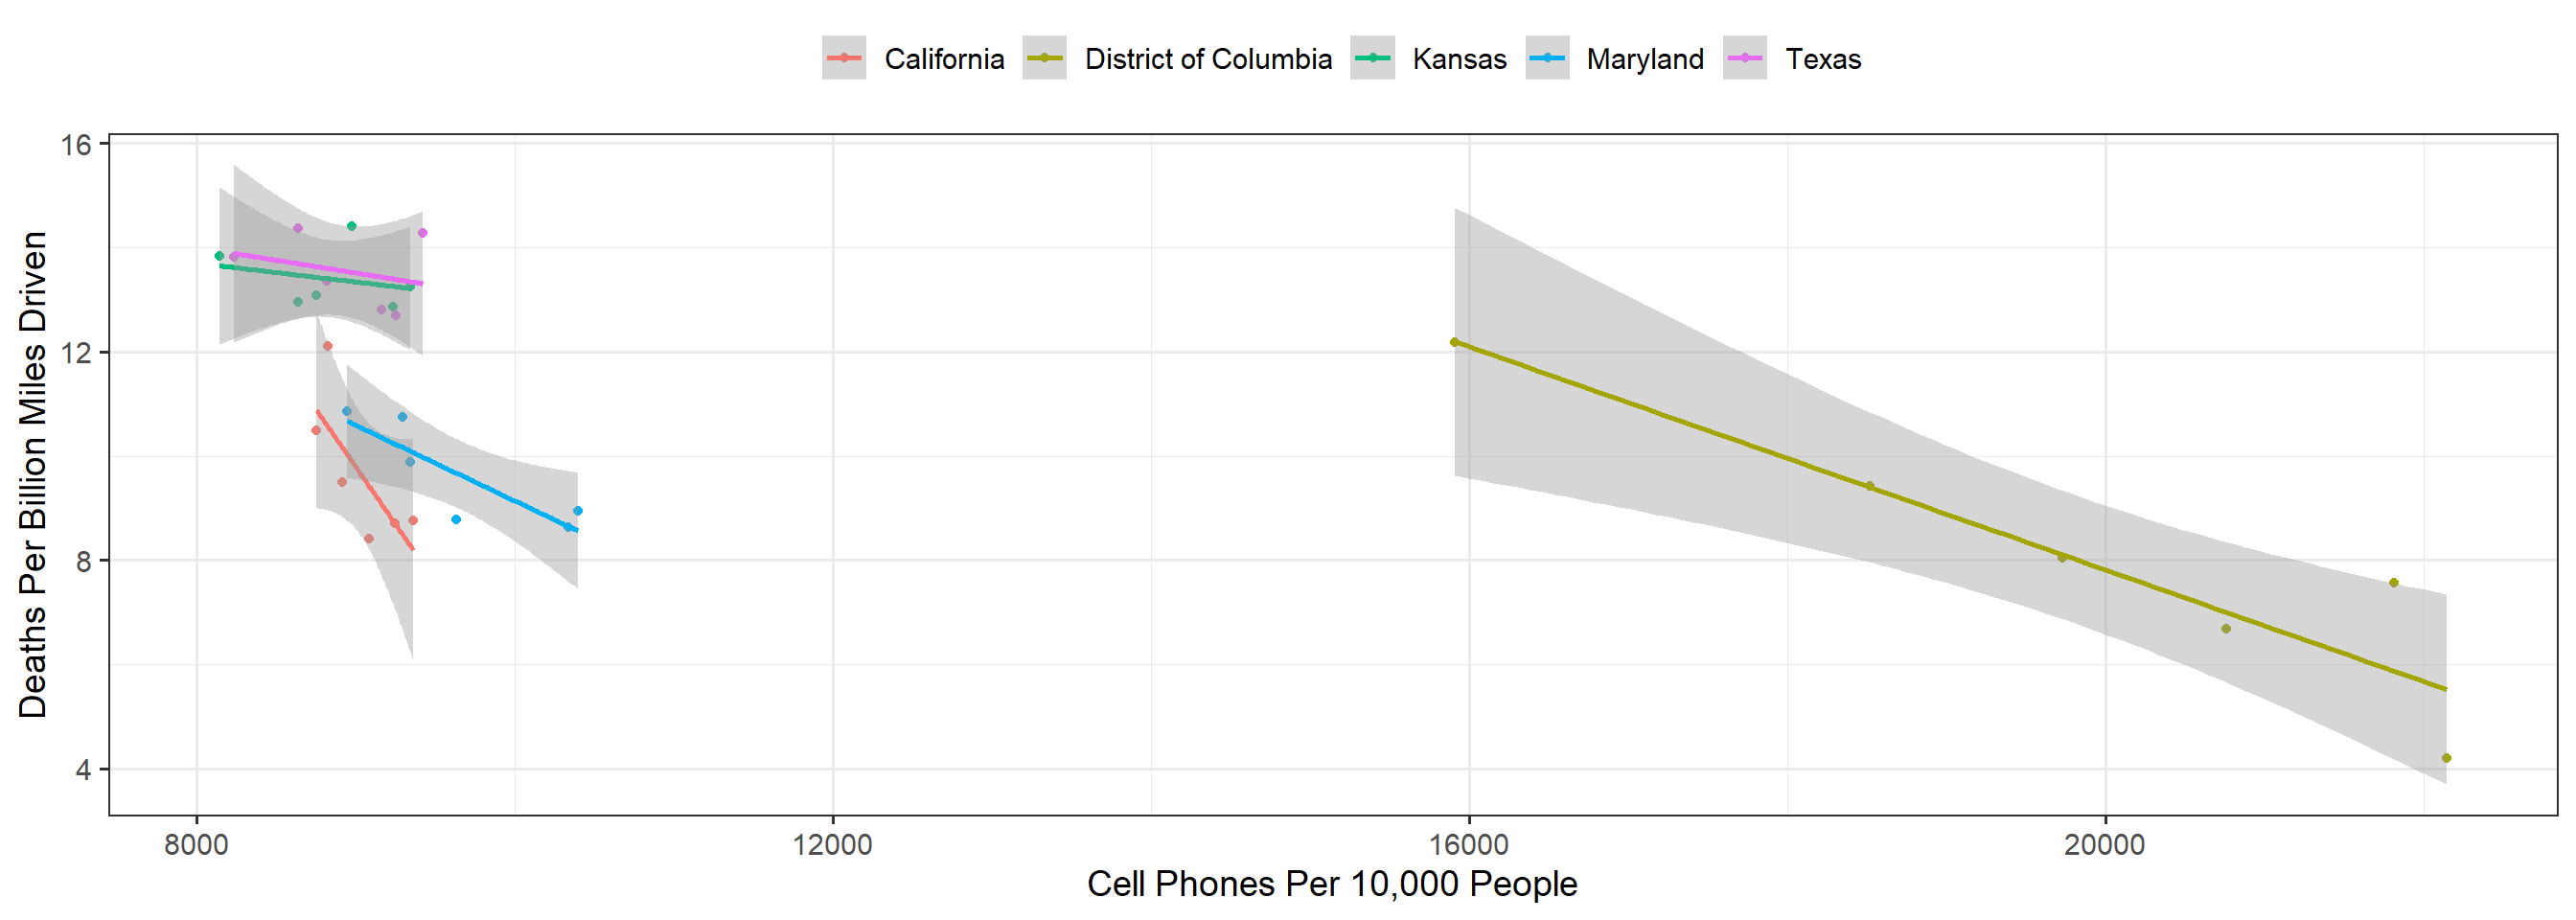 California District of Columbia Kansas Maryland Texas
16
12
8
4
Deaths Per Billion Miles Driven
8000 12000 16000 20000
Cell Phones Per 10,000 People